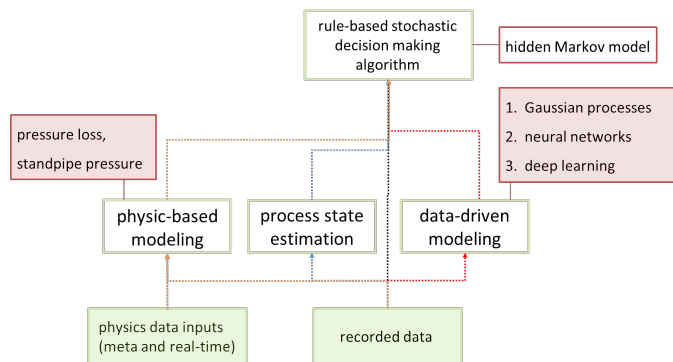 rule-based stochastic
decision making
algorithm
hidden Markov model
1. Gaussian processes
2. neural networks
3. deep learning
pressure loss,
standpipe pressure
physic-based
modeling
process state
estimation
data-driven
modeling
physics data inputs
(meta and real-time)
recorded data